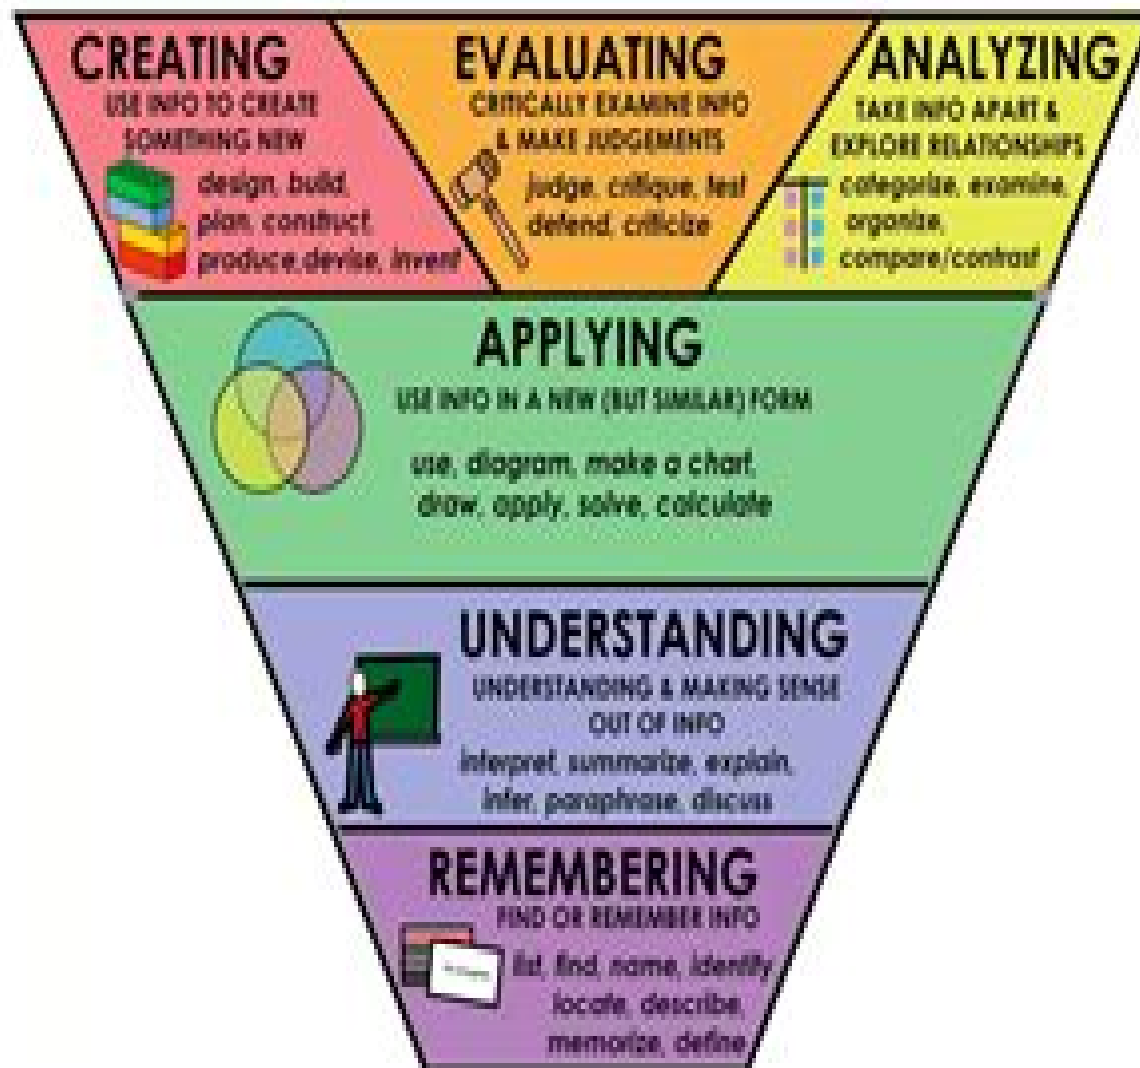 CREATING
USE INFO TO CREATE
SOMETHING NEW
design, build,
plan, construct,
produce,devise, invent
EVALUATING
CRITICALLY EXAMINE INFO
& MAKE JUDGEMENTS
judge, critique, test
defend, criticize
ANALYZING
TAKE INFO APART &
EXPLORE RELATIONSHIPS
categorize, examine,
organize,
compare/contrast
APPLYING
USE INFO IN A NEW (BUT SIMILAR) FORM
use, diagram, make a chart,
draw, apply, solve, calculate
UNDERSTANDING
UNDERSTANDING & MAKING SENSE
OUT OF INFO
interpret, summarize, explain,
infer, paraphrase, discuss
REMEMBERING
FIND OR REMEMBER INFO
list, find, name, identify
locate, describe,
memorize, define